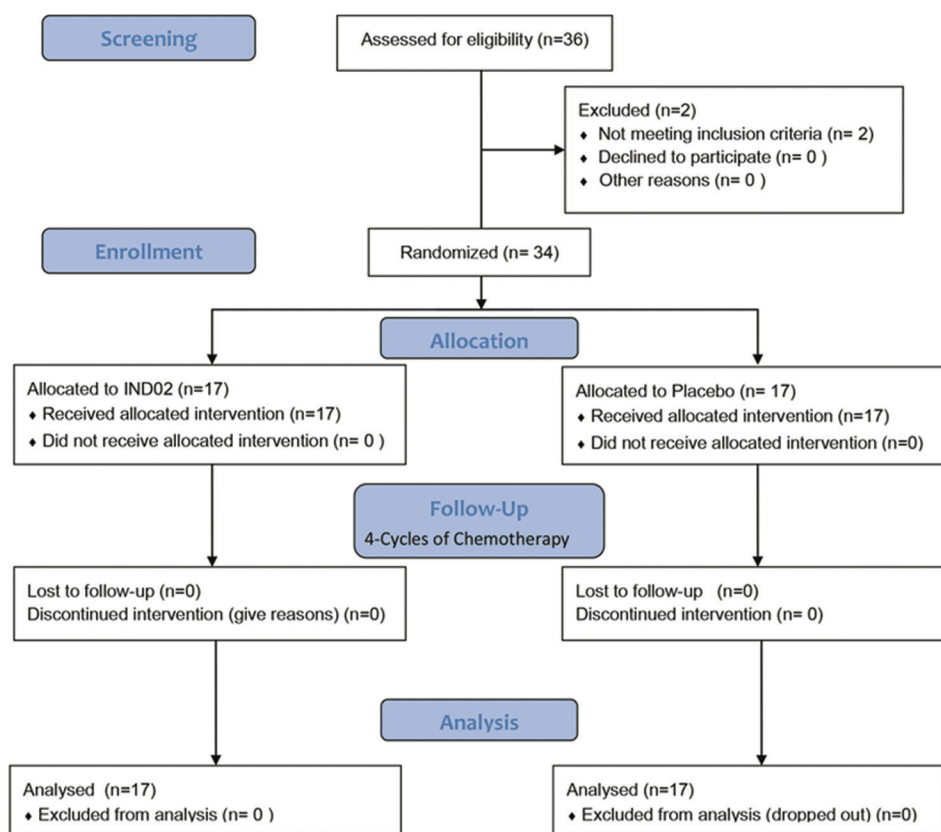 Screening
Assessed for eligibility (n=36)
Excluded (n=2)
♦ Not meeting inclusion criteria (n= 2)
♦ Declined to participate (n= 0 )
♦ Other reasons (n= 0 )
Enrollment
Randomized (n= 34)
Allocation
Allocated to IND02 (n=17)
♦ Received allocated intervention (n=17)
♦ Did not receive allocated intervention (n= 0 )
Allocated to Placebo (n= 17)
♦ Received allocated intervention (n=17)
♦ Did not receive allocated intervention (n=0)
Follow-Up
4-Cycles of Chemotherapy
Lost to follow-up (n=0)
Discontinued intervention (give reasons) (n=0)
Lost to follow-up (n=0)
Discontinued intervention (n= 0)
Analysis
Analysed (n=17)
♦ Excluded from analysis (n= 0 )
Analysed (n=17)
♦ Excluded from analysis (dropped out) (n=0)